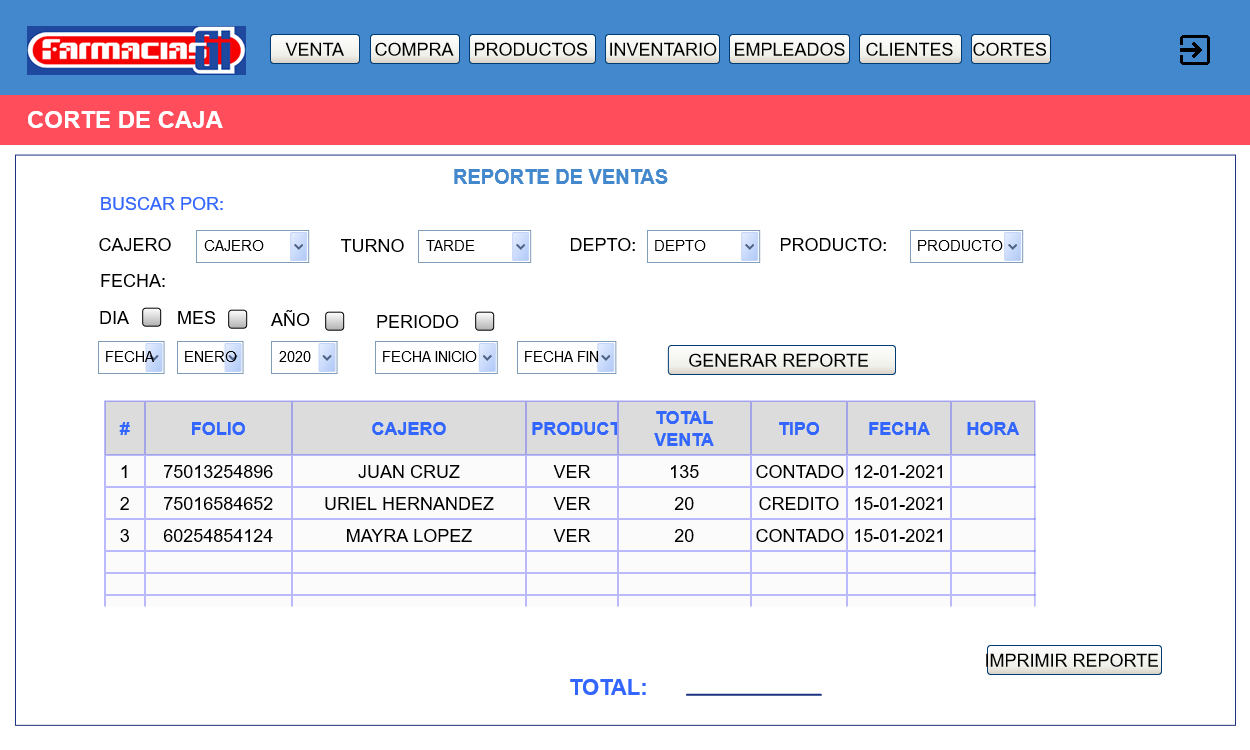 Farmacias GI
VENTA COMPRA PRODUCTOS INVENTARIO EMPLEADOS CLIENTES CORTES
CORTE DE CAJA
REPORTE DE VENTAS
BUSCAR POR:
CAJERO CAJERO TURNO TARDE DEPTO: DEPTO PRODUCTO: PRODUCTO
FECHA:
DIA MES AÑO PERIODO
FECHA ENERO 2020 FECHA INICIO FECHA FIN GENERAR REPORTE
# FOLIO CAJERO PRODUCT TOTAL VENTA TIPO FECHA HORA
1 75013254896 JUAN CRUZ VER 135 CONTADO 12-01-2021
2 75016584652 URIEL HERNANDEZ VER 20 CREDITO 15-01-2021
3 60254854124 MAYRA LOPEZ VER 20 CONTADO 15-01-2021
IMPRIMIR REPORTE
TOTAL: